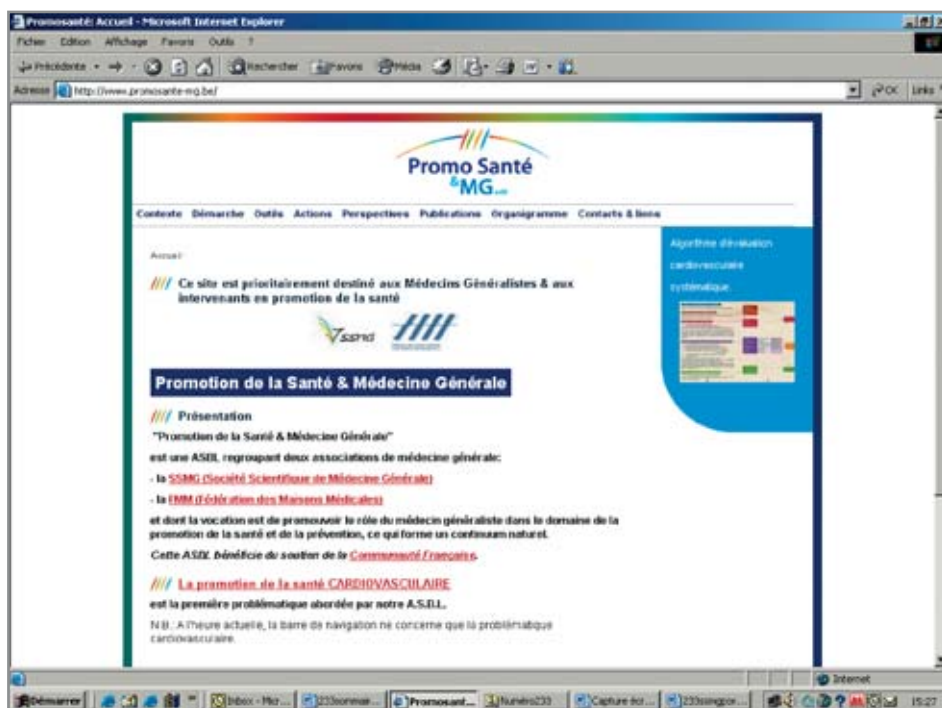 Promosanté: Accueil - Microsoft Internet Explorer
Fichier Edition Affichage Favoris Outils ?
Précédente Rechercher Favoris Média
Adresse http://www.promosante-mg.be/ OK Links
Promo Santé
&MG
Contexte Démarche Outils Actions Perspectives Publications Organigramme Contacts & liens
Accueil
Algorithme d'évaluation
cardiovasculaire
systématique.
Ce site est prioritairement destiné aux Médecins Généralistes & aux
intervenants en promotion de la santé
ssmg
Promotion de la Santé & Médecine Générale
Présentation
"Promotion de la Santé & Médecine Générale"
est une ASBL regroupant deux associations de médecine générale:
- la SSMG (Société Scientifique de Médecine Générale)
- la FMM (Fédération des Maisons Médicales)
et dont la vocation est de promouvoir le rôle du médecin généraliste dans le domaine de la
promotion de la santé et de la prévention, ce qui forme un continuum naturel.
Cette ASBL bénéficie du soutien de la Communauté Française.
La promotion de la santé CARDIOVASCULAIRE
est la première problématique abordée par notre A.S.B.L.
N.B.: A l'heure actuelle, la barre de navigation ne concerne que la problématique
cardiovasculaire.
Internet
Démarrer Inbox - Mic... 233sommai... Promosant... Numéro233 Capture écr... 15:27